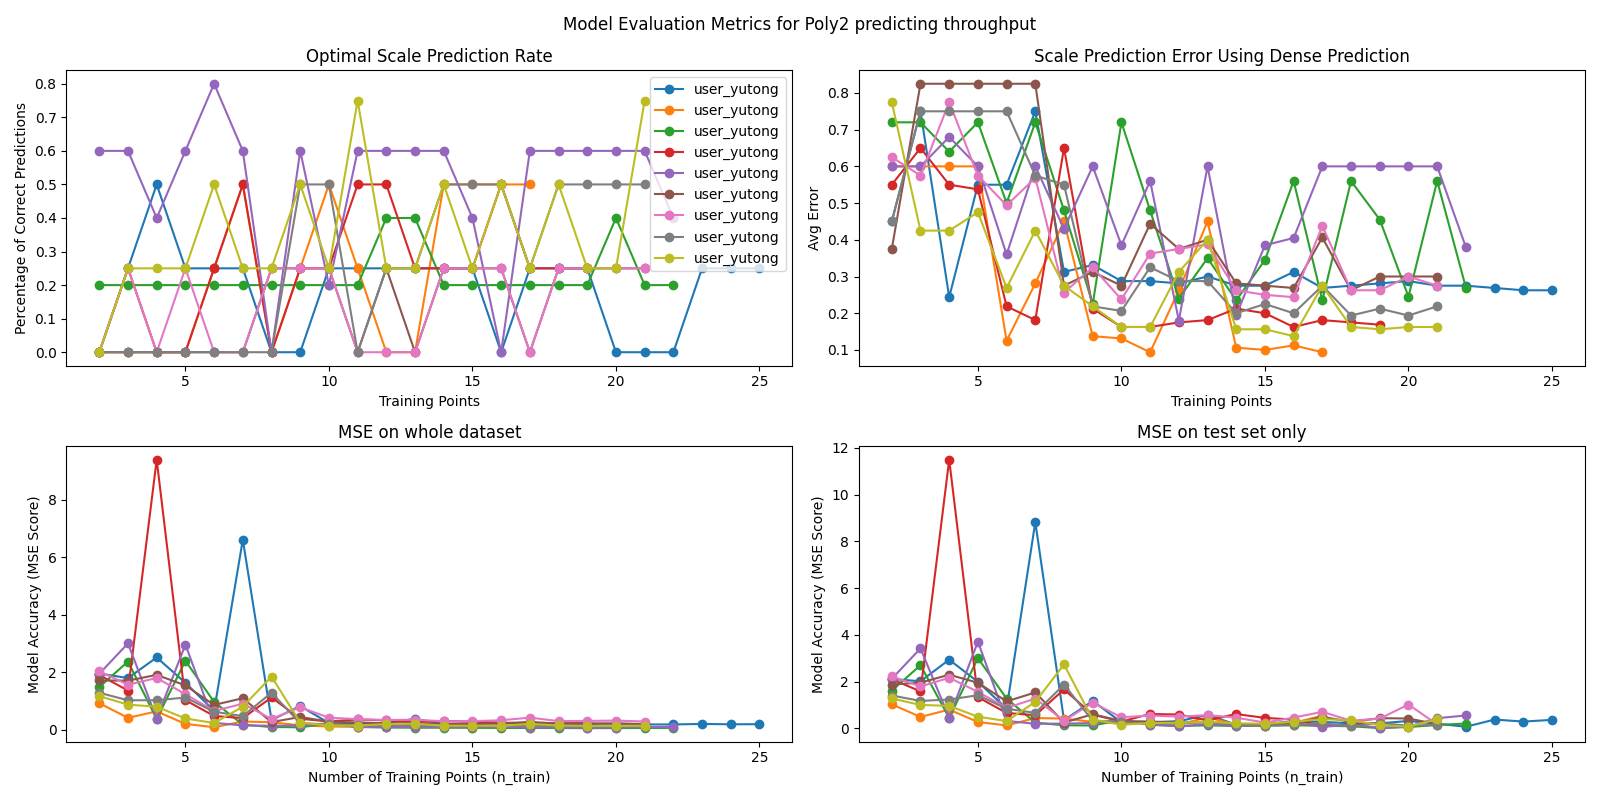 Model Evaluation Metrics for Poly2 predicting throughput
Optimal Scale Prediction Rate
Percentage of Correct Predictions
0.8
0.7
0.6
0.5
0.4
0.3
0.2
0.1
0.0
5
10
15
20
25
Training Points
user_yutong
user_yutong
user_yutong
user_yutong
user_yutong
user_yutong
user_yutong
user_yutong
user_yutong
Scale Prediction Error Using Dense Prediction
Avg Error
0.8
0.7
0.6
0.5
0.4
0.3
0.2
0.1
5
10
15
20
25
Training Points
MSE on whole dataset
Model Accuracy (MSE Score)
8
6
4
2
0
5
10
15
20
25
Number of Training Points (n_train)
MSE on test set only
Model Accuracy (MSE Score)
12
10
8
6
4
2
0
5
10
15
20
25
Number of Training Points (n_train)